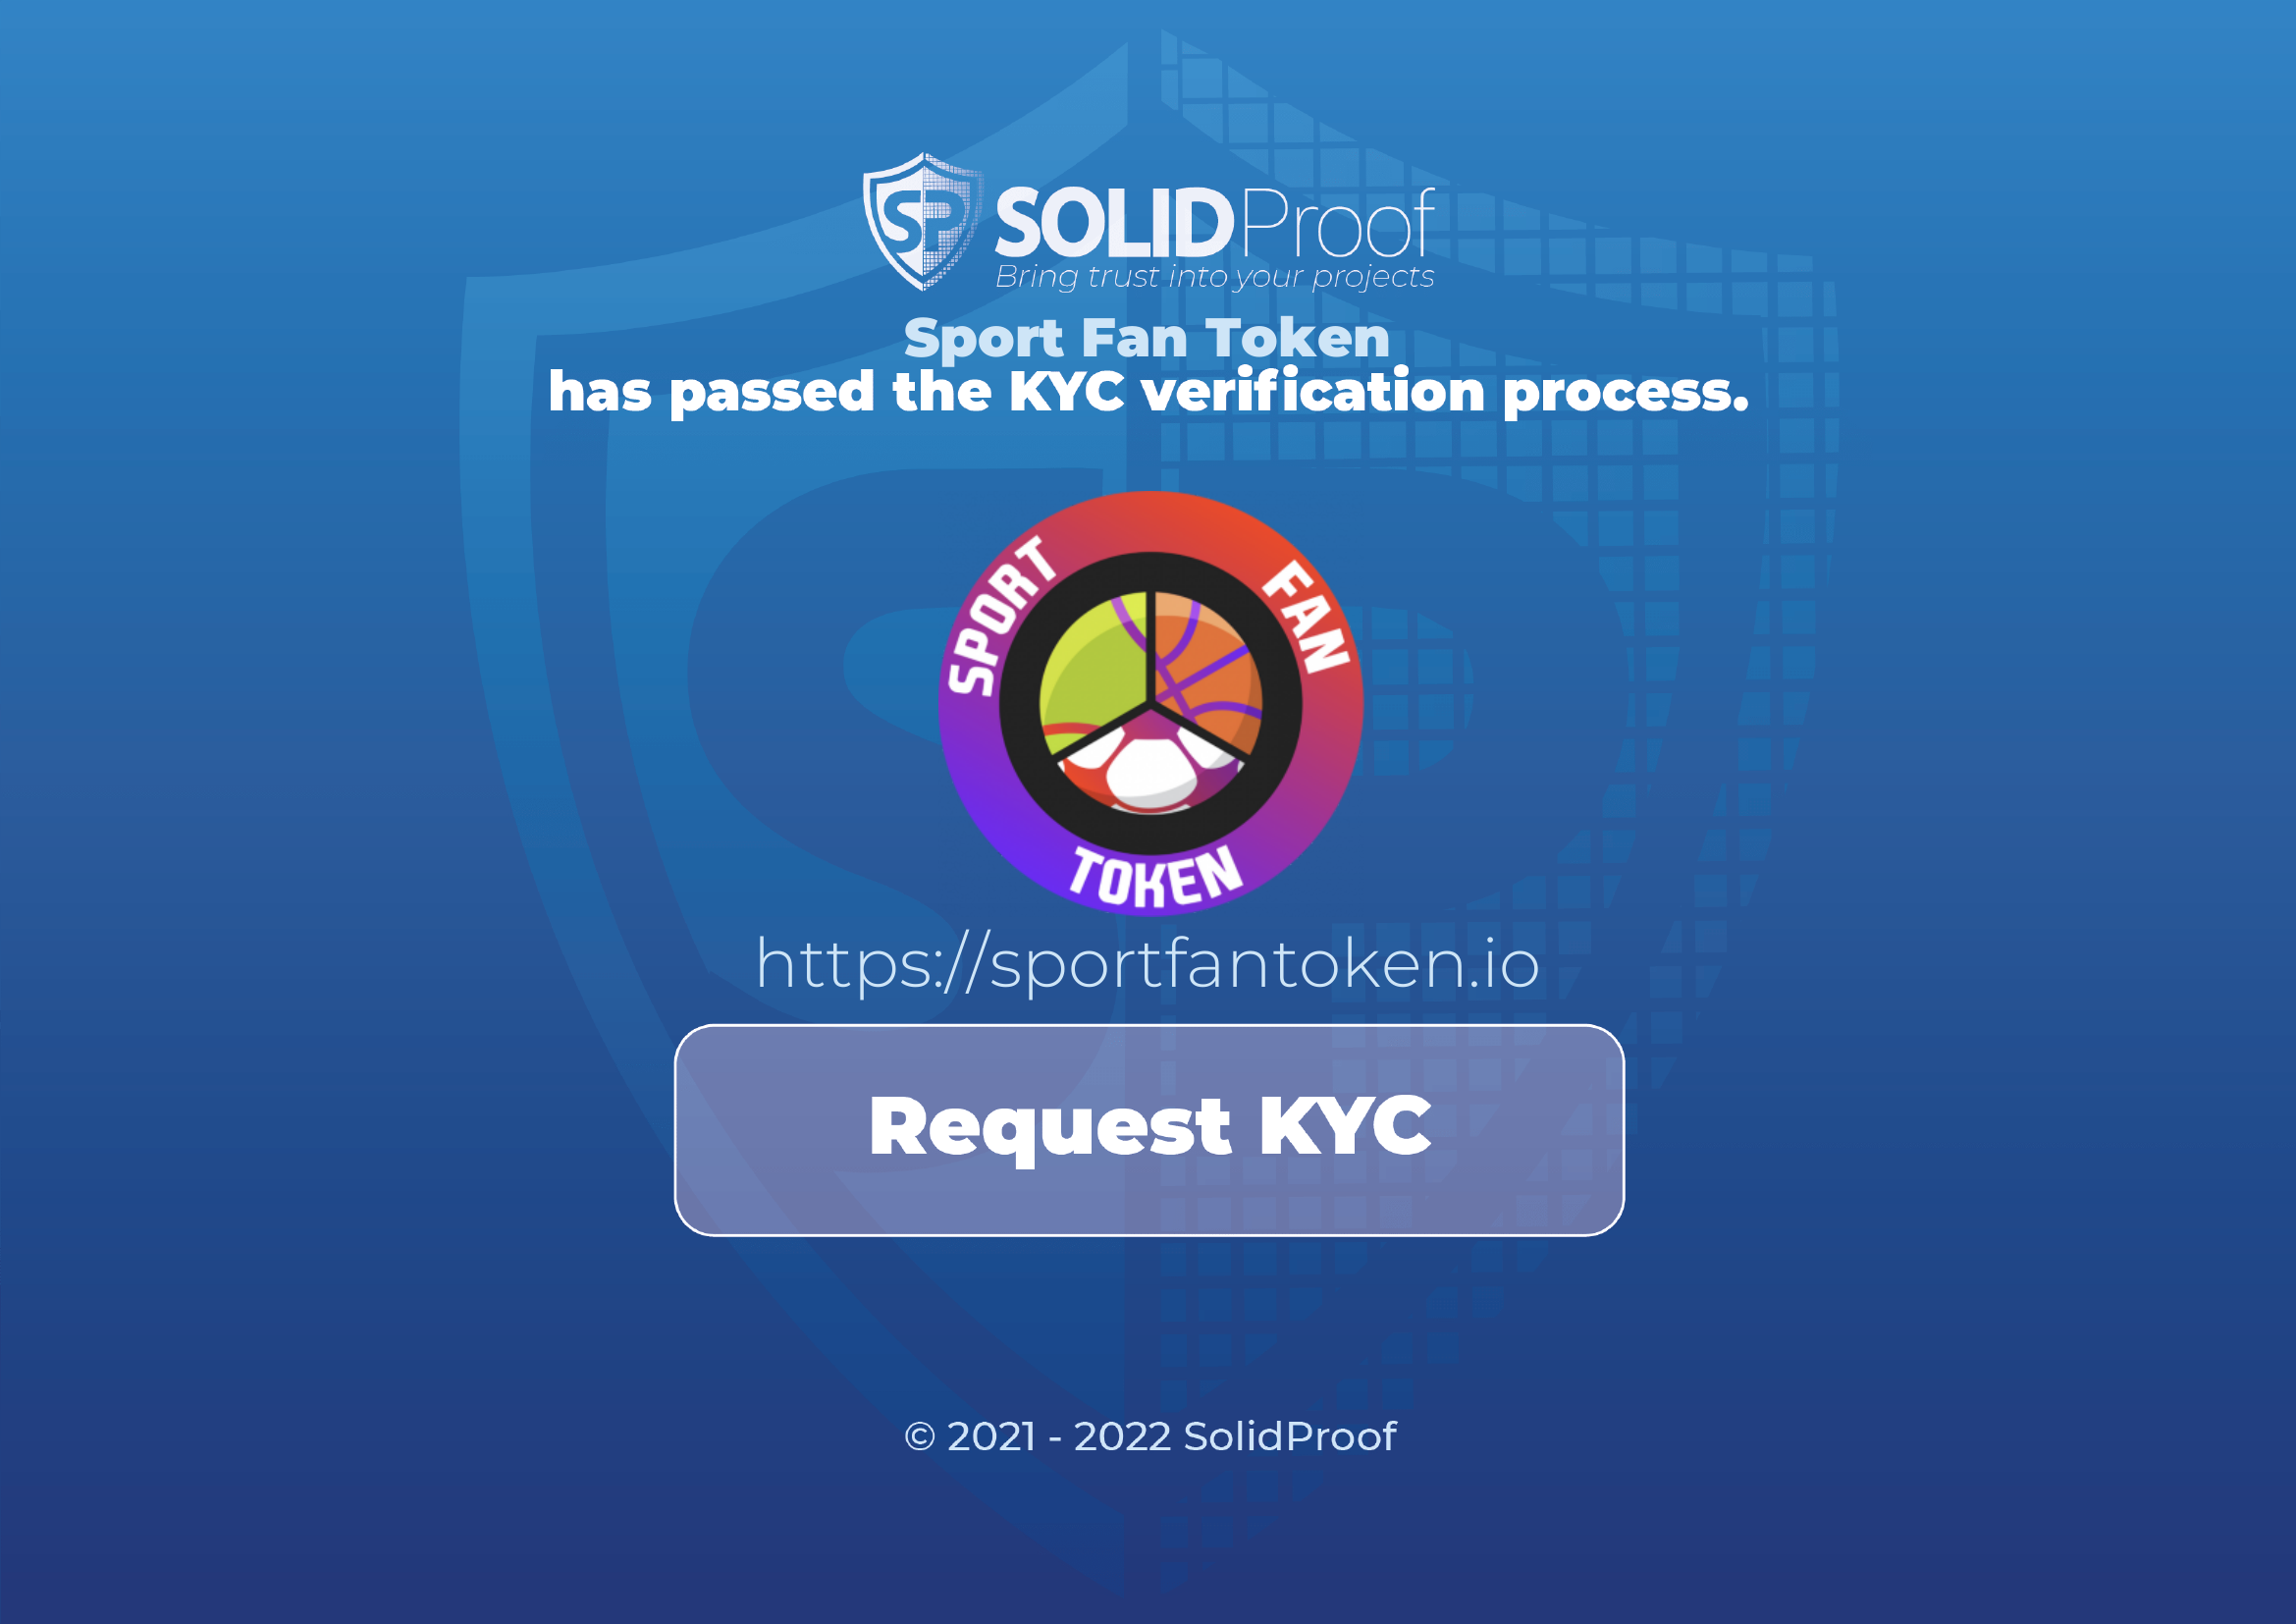 SP SOLIDProof
Bring trust into your projects
Sport Fan Token
has passed the KYC verification process.
SPORT
FAN
TOKEN
https://sportfantoken.io
Request KYC
© 2021 - 2022 SolidProof